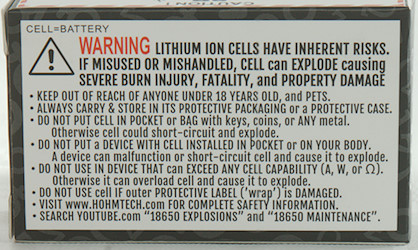 CELL=BATTERY
WARNING LITHIUM ION CELLS HAVE INHERENT RISKS.
IF MISUSED OR MISHANDLED, CELL can EXPLODE causing
SEVERE BURN INJURY, FATALITY, and PROPERTY DAMAGE
• KEEP OUT OF REACH OF ANYONE UNDER 18 YEARS OLD, and PETS.
• ALWAYS CARRY & STORE IN ITS PROTECTIVE PACKAGING or a PROTECTIVE CASE.
• DO NOT PUT CELL IN POCKET or BAG with keys, coins, or ANY metal.
Otherwise cell could short-circuit and explode.
• DO NOT PUT a DEVICE WITH CELL INSTALLED IN POCKET or ON YOUR BODY.
A device can malfunction or short-circuit causing cell to explode.
• DO NOT USE IN DEVICE THAT can EXCEED ANY CELL CAPABILITY (A, W, or Ω).
Otherwise it can overload cell and cause it to explode.
• DO NOT USE cell IF outer PROTECTIVE LABEL ('wrap') IS DAMAGED.
• VISIT www.HOHMTECH.com FOR COMPLETE SAFETY INFORMATION.
• SEARCH YOUTUBE.com "18650 EXPLOSIONS" and "18650 MAINTENANCE".